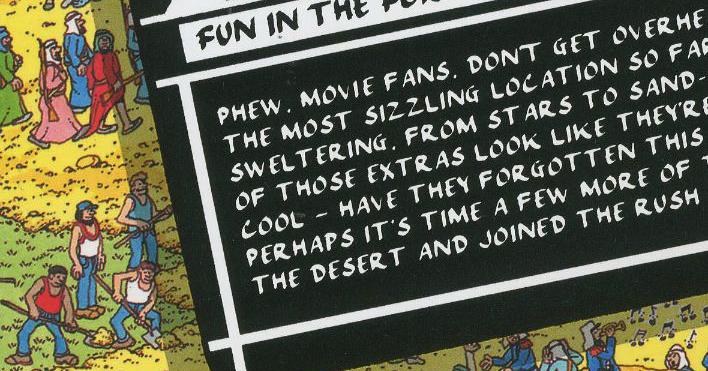 FUN IN THE
PHEW, MOVIE FANS. DON'T GET OVERHE
THE MOST SIZZLING LOCATION SO FAR
SWELTERING. FROM STARS TO SAND-
OF THOSE EXTRAS LOOK LIKE THEY'RE
COOL - HAVE THEY FORGOTTEN THIS
PERHAPS IT'S TIME A FEW MORE OF
THE DESERT AND JOINED THE RUSH